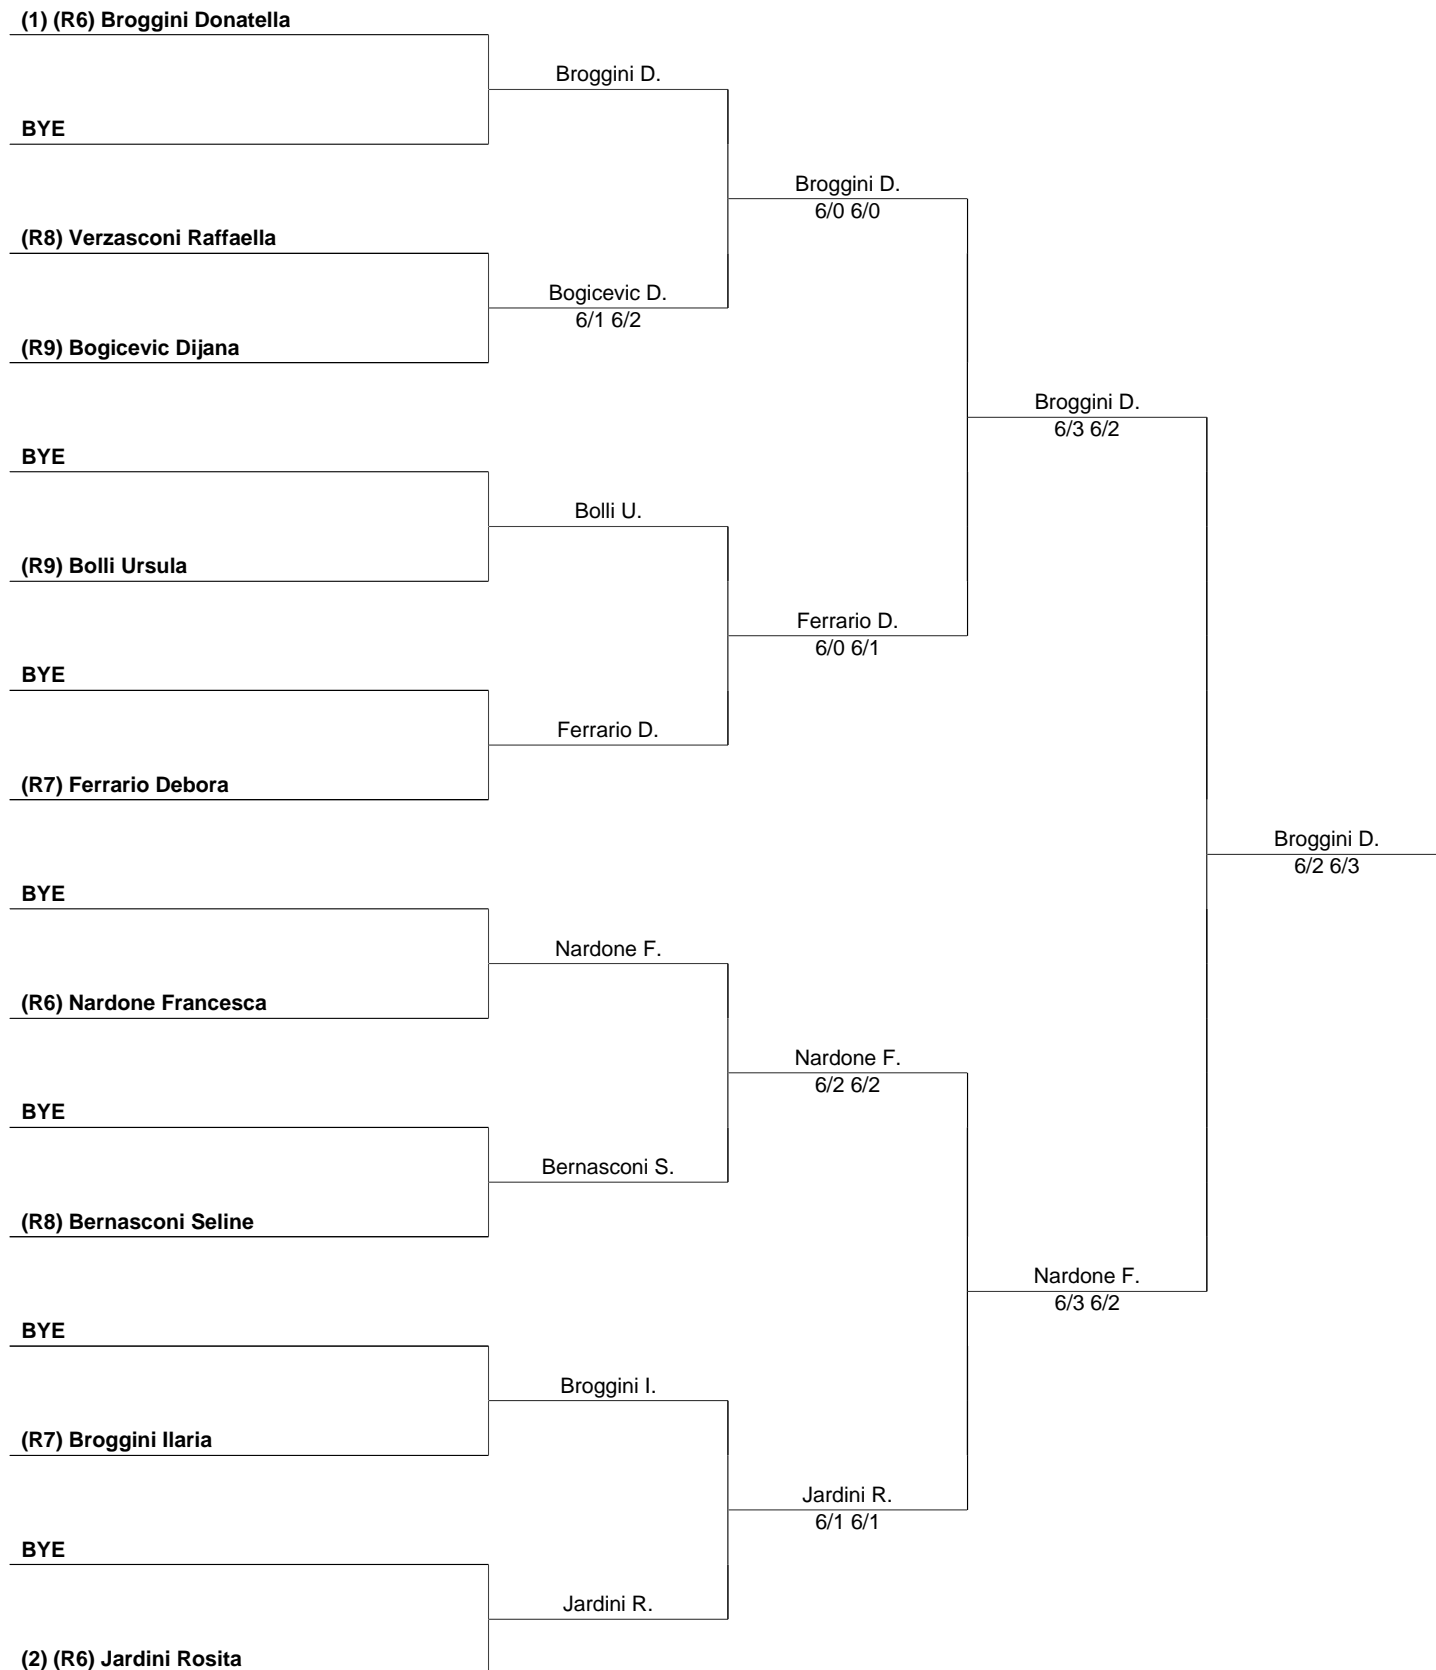 (1) (R6) Broggini Donatella
Broggini D.
BYE
Broggini D.
6/0 6/0
(R8) Verzasconi Raffaella
Bogicevic D.
6/1 6/2
(R9) Bogicevic Dijana
Broggini D.
6/3 6/2
BYE
Bolli U.
(R9) Bolli Ursula
Ferrario D.
6/0 6/1
BYE
Ferrario D.
(R7) Ferrario Debora
Broggini D.
6/2 6/3
BYE
Nardone F.
(R6) Nardone Francesca
Nardone F.
6/2 6/2
BYE
Bernasconi S.
(R8) Bernasconi Seline
Nardone F.
6/3 6/2
BYE
Broggini I.
(R7) Broggini Ilaria
Jardini R.
6/1 6/1
BYE
Jardini R.
(2) (R6) Jardini Rosita